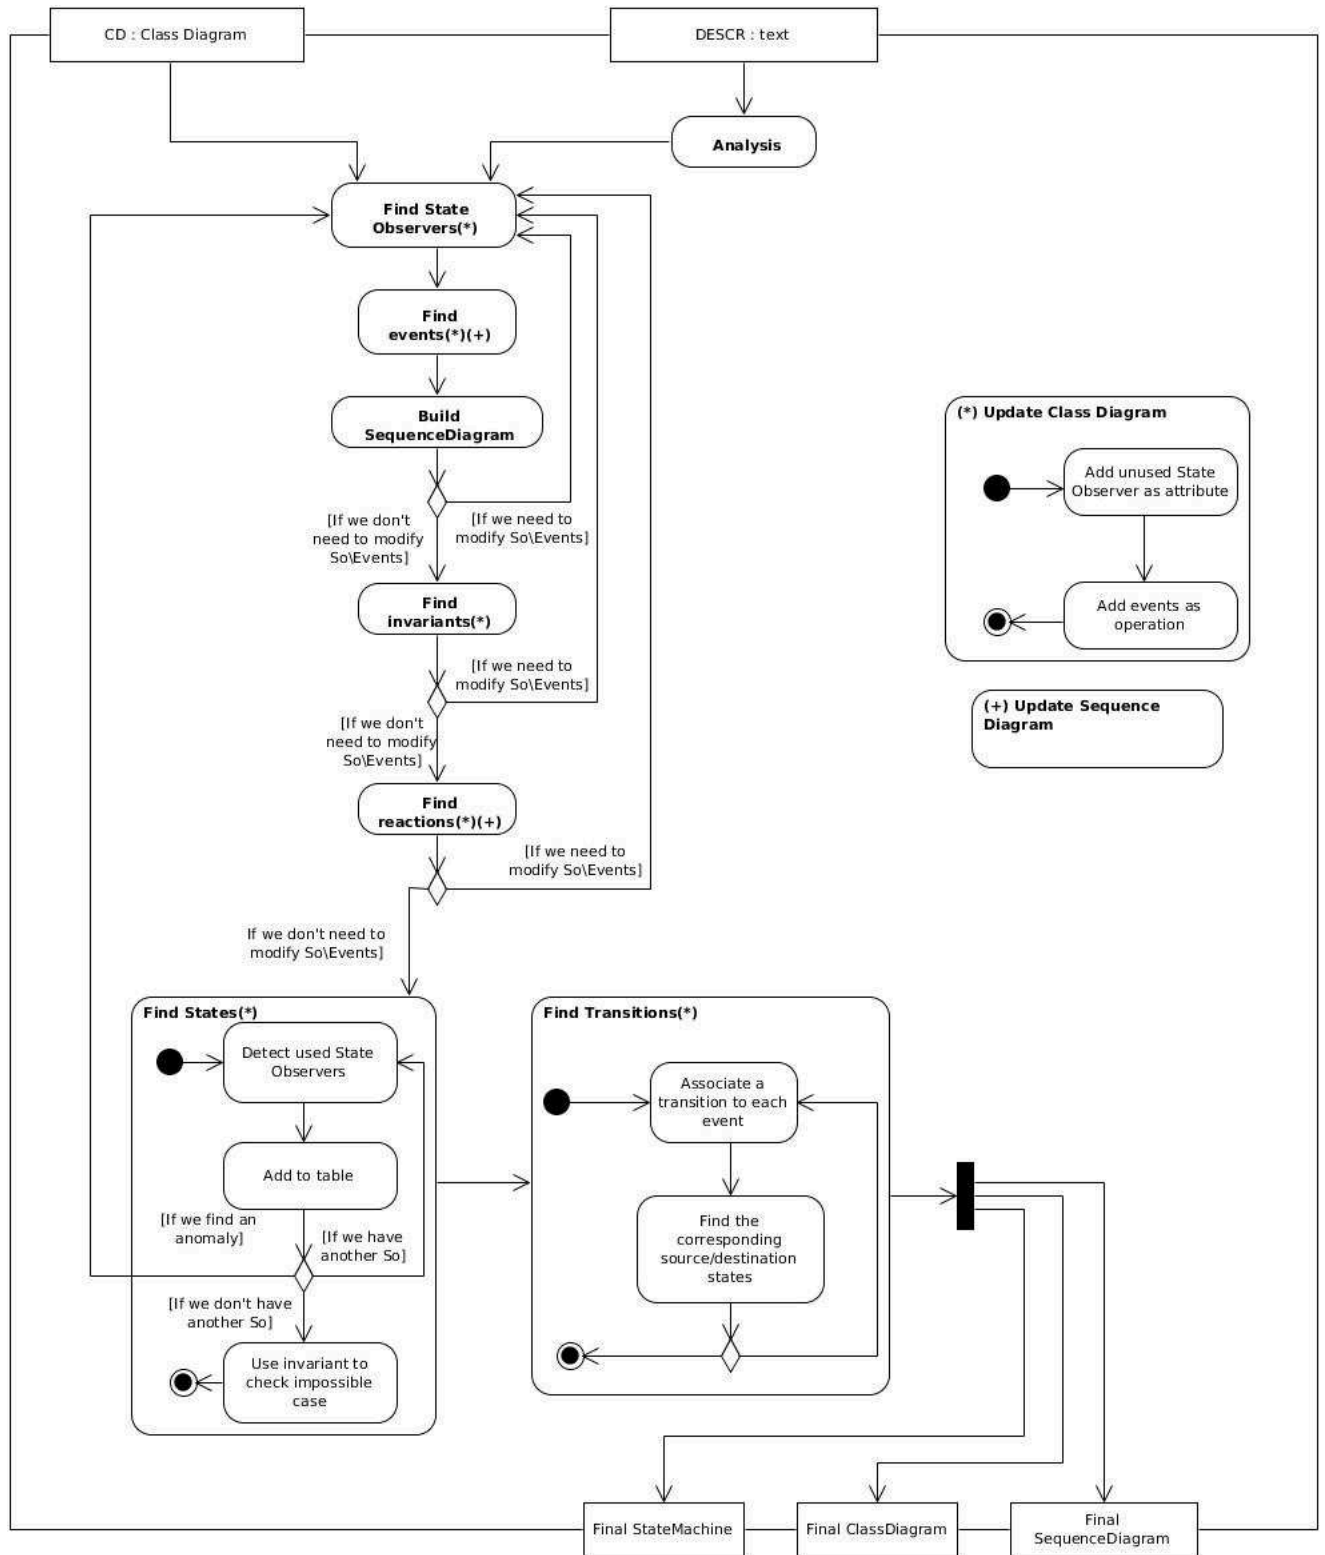 CD : Class Diagram
DESCR : text
Analysis
Find State
Observers(*)
Find
events(*)(+)
Build
SequenceDiagram
[If we don't
need to modify
So\Events]
[If we need to
modify So\Events]
Find
invariants(*)
[If we need to
modify So\Events]
[If we don't
need to modify
So\Events]
Find
reactions(*)(+)
[If we need to
modify So\Events]
If we don't need to
modify So\Events]
(*) Update Class Diagram
Add unused State
Observer as attribute
Add events as
operation
(+) Update Sequence
Diagram
Find States(*)
Detect used State
Observers
Add to table
[If we find an
anomaly]
[If we have
another So]
[If we don't have
another So]
Use invariant to
check impossible
case
Find Transitions(*)
Associate a
transition to each
event
Find the
corresponding
source/destination
states
Final StateMachine
Final ClassDiagram
Final
SequenceDiagram